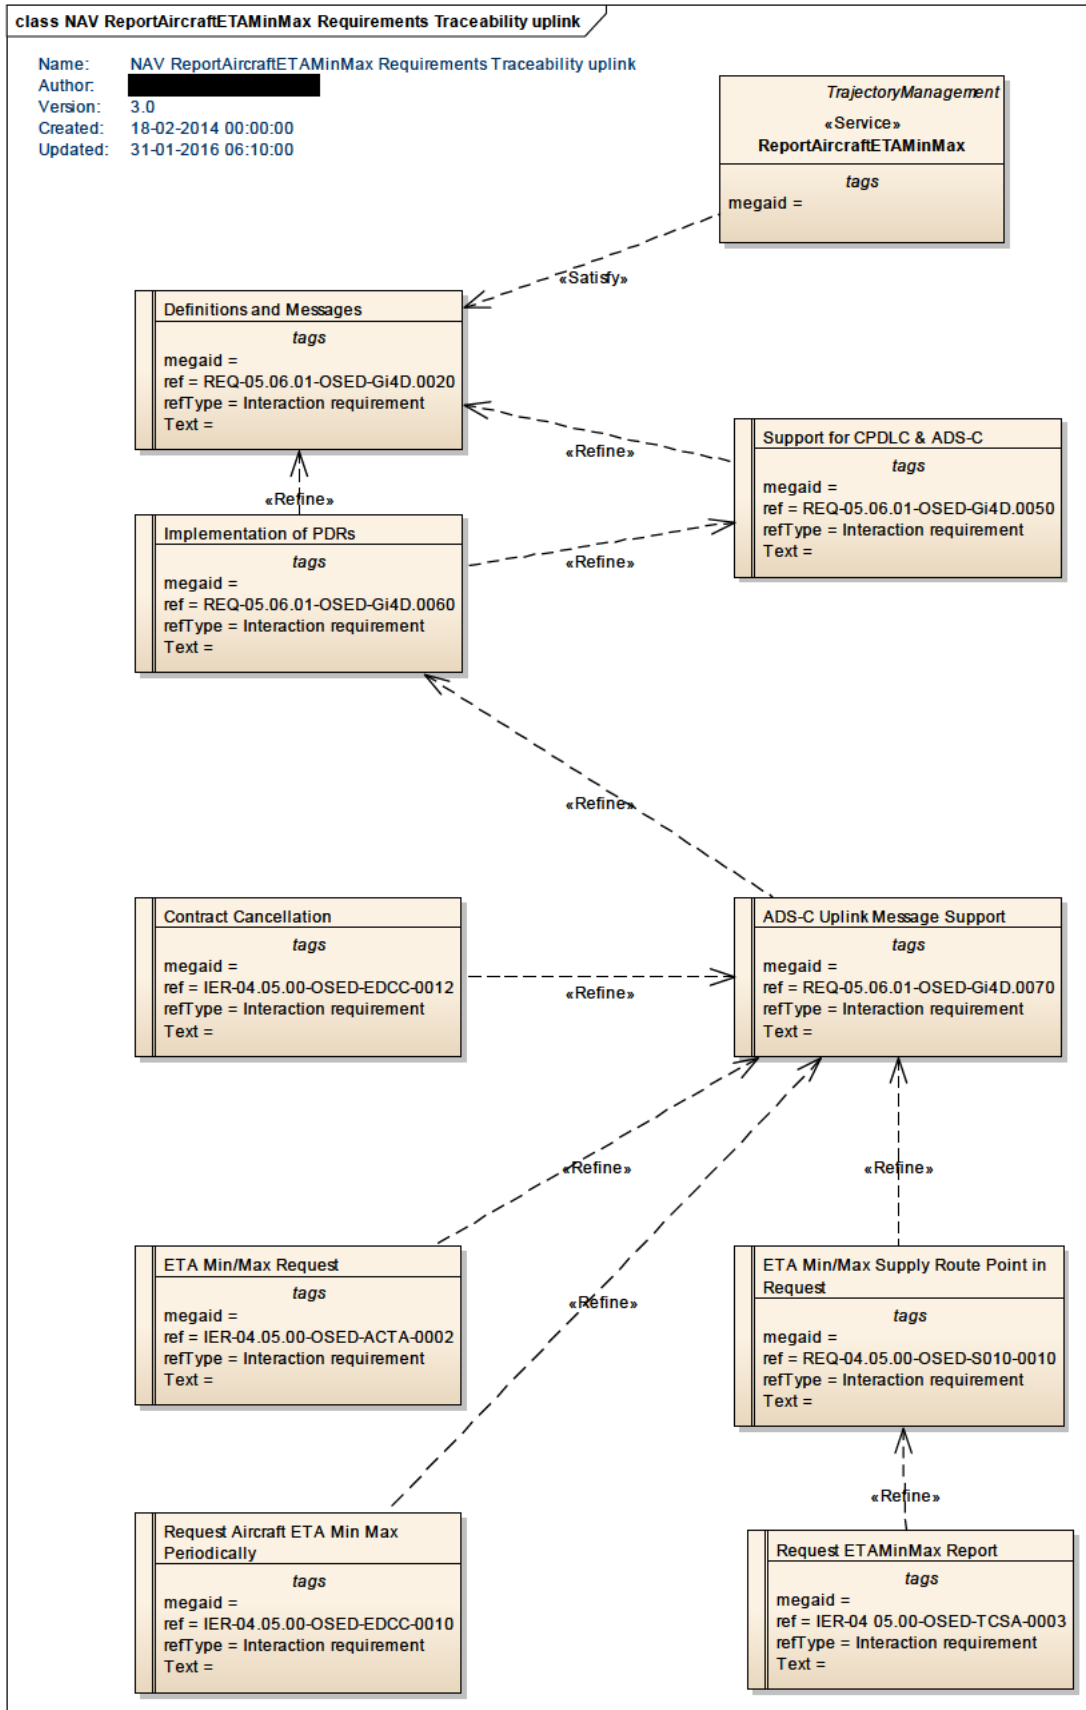 class NAV ReportAircraftETAMinMax Requirements Traceability uplink
Name: NAV ReportAircraftETAMinMax Requirements Traceability uplink
Author:
Version: 3.0
Created: 18-02-2014 00:00:00
Updated: 31-01-2016 06:10:00
TrajectoryManagement
«Service»
ReportAircraftETAMinMax
tags
megaid =
«Satisfy»
Definitions and Messages
tags
megaid =
ref = REQ-05.06.01-OSED-Gi4D.0020
refType = Interaction requirement
Text =
«Refine»
Support for CPDLC & ADS-C
tags
megaid =
ref = REQ-05.06.01-OSED-Gi4D.0050
refType = Interaction requirement
Text =
«Refine»
Implementation of PDRs
tags
megaid =
ref = REQ-05.06.01-OSED-Gi4D.0060
refType = Interaction requirement
Text =
«Refine»
«Refine»
Contract Cancellation
tags
megaid =
ref = IER-04.05.00-OSED-EDCC-0012
refType = Interaction requirement
Text =
«Refine»
ADS-C Uplink Message Support
tags
megaid =
ref = REQ-05.06.01-OSED-Gi4D.0070
refType = Interaction requirement
Text =
«Refine»
«Refine»
ETA Min/Max Request
tags
megaid =
ref = IER-04.05.00-OSED-ACTA-0002
refType = Interaction requirement
Text =
«Refine»
ETA Min/Max Supply Route Point in
Request
tags
megaid =
ref = REQ-04.05.00-OSED-S010-0010
refType = Interaction requirement
Text =
«Refine»
Request Aircraft ETA Min Max
Periodically
tags
megaid =
ref = IER-04.05.00-OSED-EDCC-0010
refType = Interaction requirement
Text =
Request ETAMinMax Report
tags
megaid =
ref = IER-04 05.00-OSED-TCSA-0003
refType = Interaction requirement
Text =